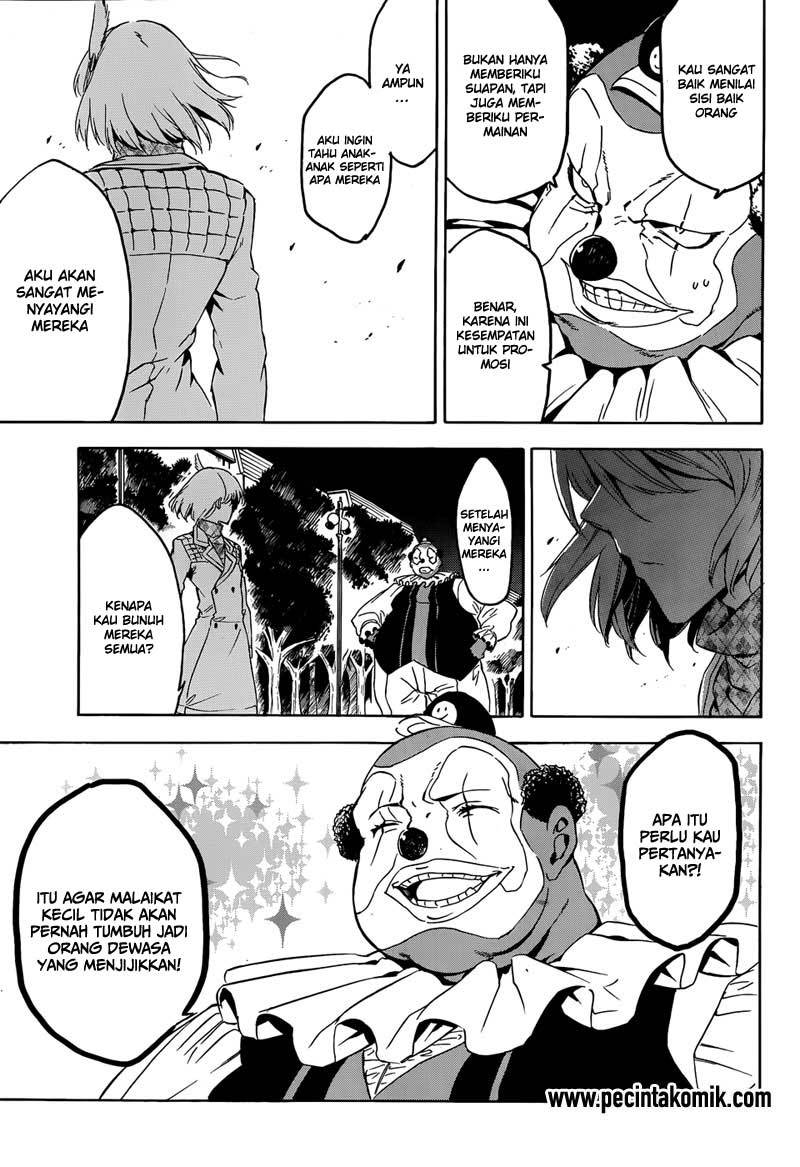 KAU SANGAT
BAIK MENILAI
SISI BAIK
ORANG
BUKAN HANYA
MEMBERIKU
SUAPAN, TAPI
JUGA MEM-
BERIKU PER-
MAINAN
BENAR,
KARENA INI
KESEMPATAN
UNTUK PRO-
MOSI
YA
AMPUN
...
AKU INGIN
TAHU ANAK-
ANAK SEPERTI
APA MEREKA
AKU AKAN
SANGAT ME-
NYAYANGI
MEREKA
SETELAH
MENYA-
YANGI
MEREKA
...
KENAPA
KAU BUNUH
MEREKA
SEMUA?
APA ITU
PERLU KAU
PERTANYA-
KAN?!
ITU AGAR MALAIKAT
KECIL TIDAK AKAN
PERNAH TUMBUH JADI
ORANG DEWASA
YANG MENJIJIKKAN!
www.pecintakomik.com